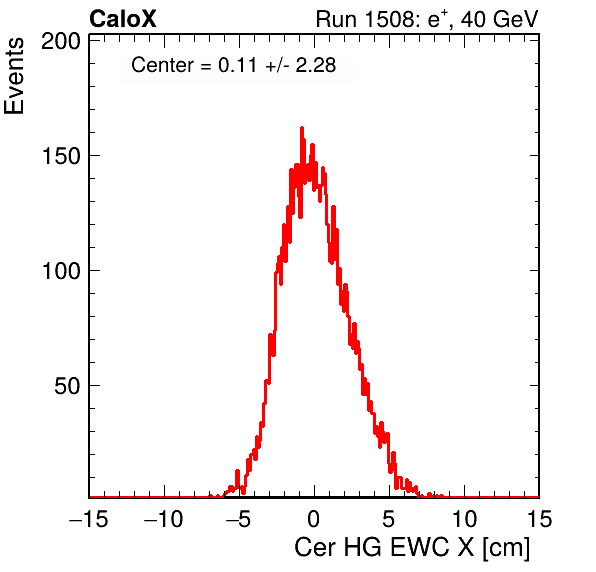 CaloX Run 1508: e⁺, 40 GeV
Events
Center = 0.11 +/- 2.28
200
150
100
50
−15 −10 −5 0 5 10 15
Cer HG EWC X [cm]